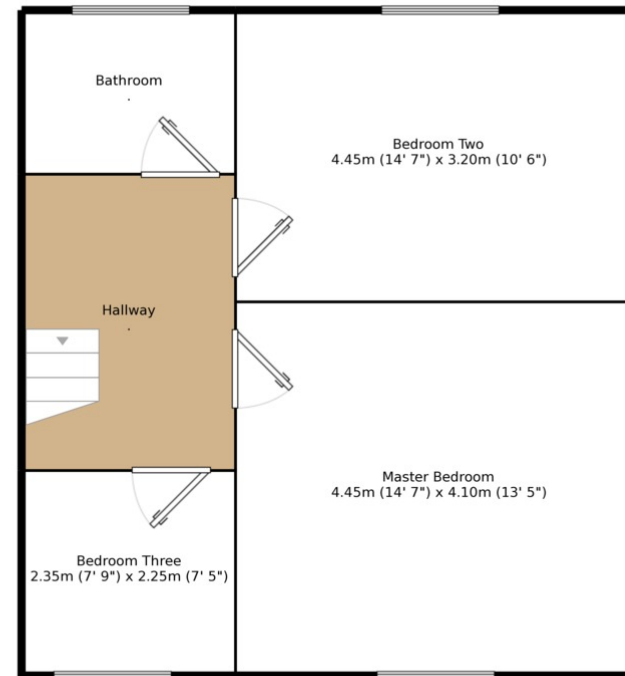 Bathroom
.
Bedroom Two
4.45m (14' 7") x 3.20m (10' 6")
Hallway
.
Master Bedroom
4.45m (14' 7") x 4.10m (13' 5")
Bedroom Three
2.35m (7' 9") x 2.25m (7' 5")